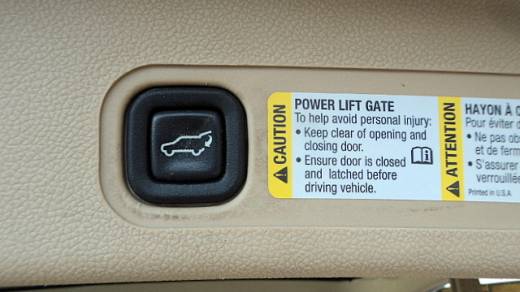 CAUTION
POWER LIFT GATE
To help avoid personal injury:
• Keep clear of opening and
closing door.
• Ensure door is closed
and latched before
driving vehicle.
ATTENTION
HAYON À
Pour éviter
• Ne pas
et de
• S'assurer
verrouillé
Printed in U.S.A